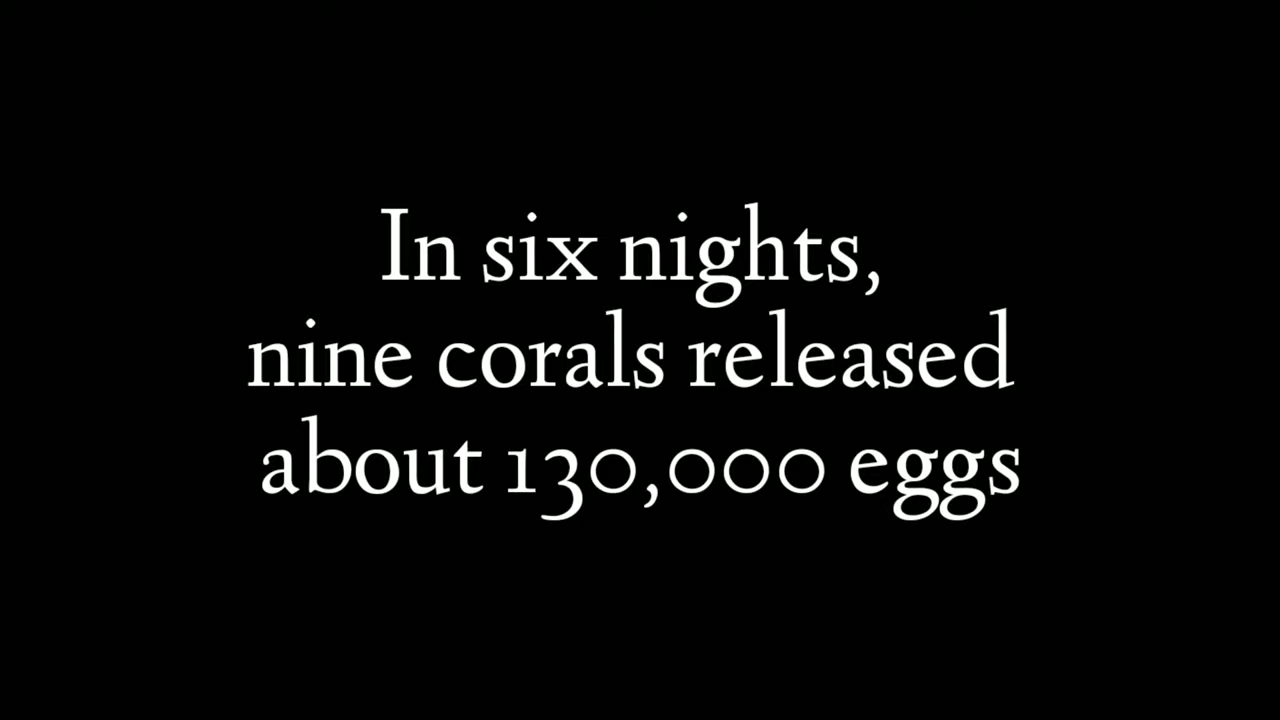 In six nights,
nine corals released
about 130,000 eggs